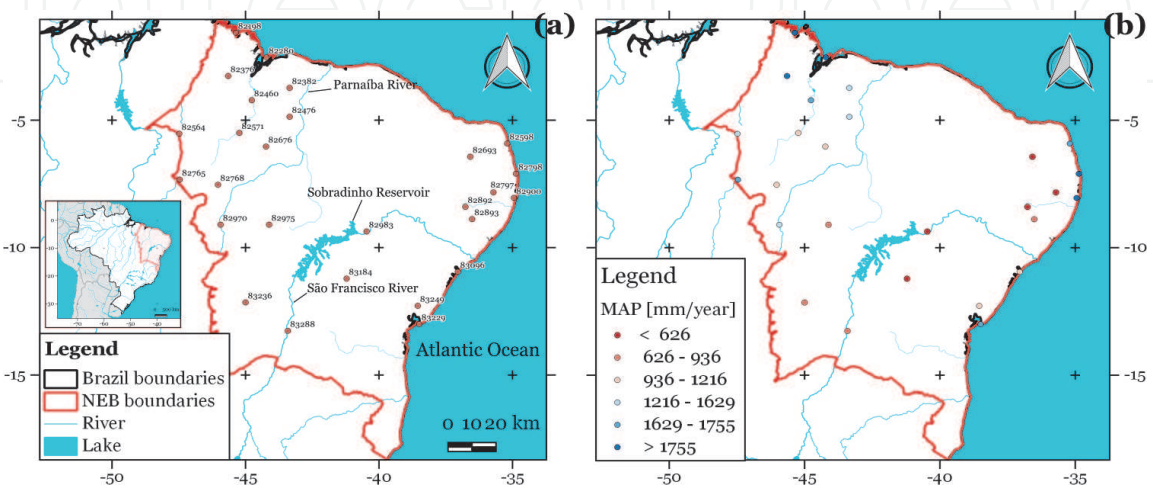 (a)
82198
82280
82376
82382
Parnaíba River
82460
82476
82564
82571
82598
82676
82693
82798
82765
82768
82797
82900
Sobradinho Reservoir
82892
82893
82970
82975
82983
83096
83184
São Francisco River
83236
83249
83229
83288
Atlantic Ocean
Legend
Brazil boundaries
NEB boundaries
River
Lake
0 10 20 km
-5
-10
-15
-50
-45
-40
-35
(b)
Legend
MAP [mm/year]
< 626
626 - 936
936 - 1216
1216 - 1629
1629 - 1755
> 1755
-5
-10
-15
-50
-45
-40
-35